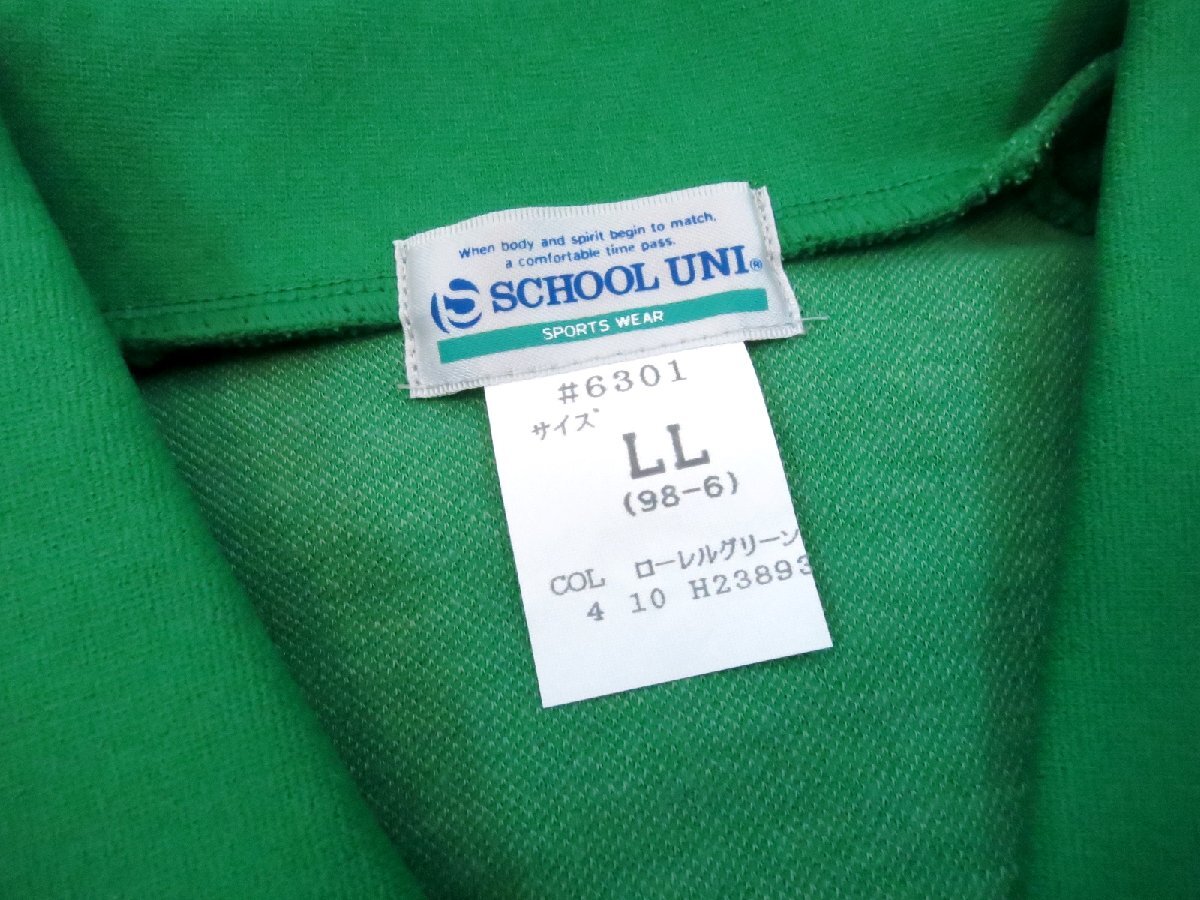 When body and spirit begin to match,
a comfortable time pass.
S SCHOOL UNI®
SPORTS WEAR
#6301
サイズ
LL
(98-6)
COL ローレルグリーン
4 10 H23893